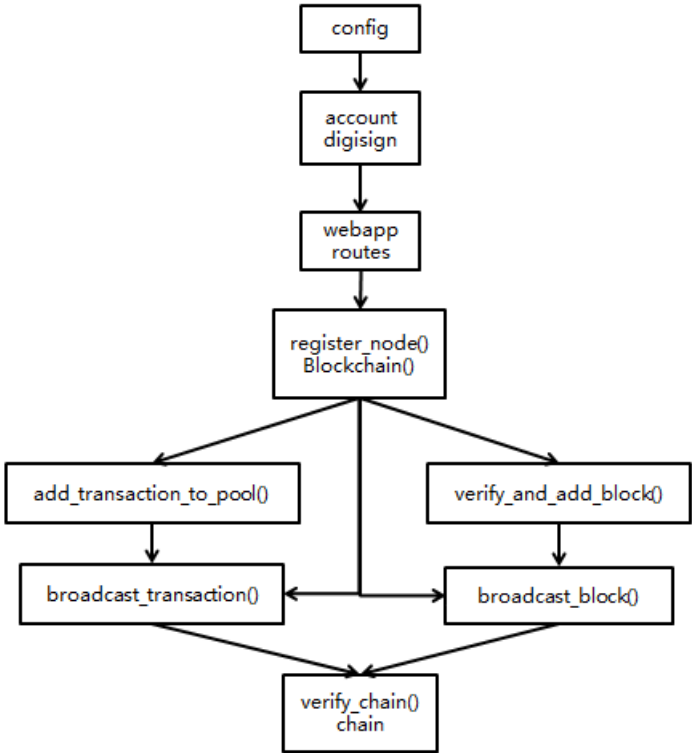 config
account
digisign
webapp
routes
register_node()
Blockchain()
add_transaction_to_pool()
verify_and_add_block()
broadcast_transaction()
broadcast_block()
verify_chain()
chain